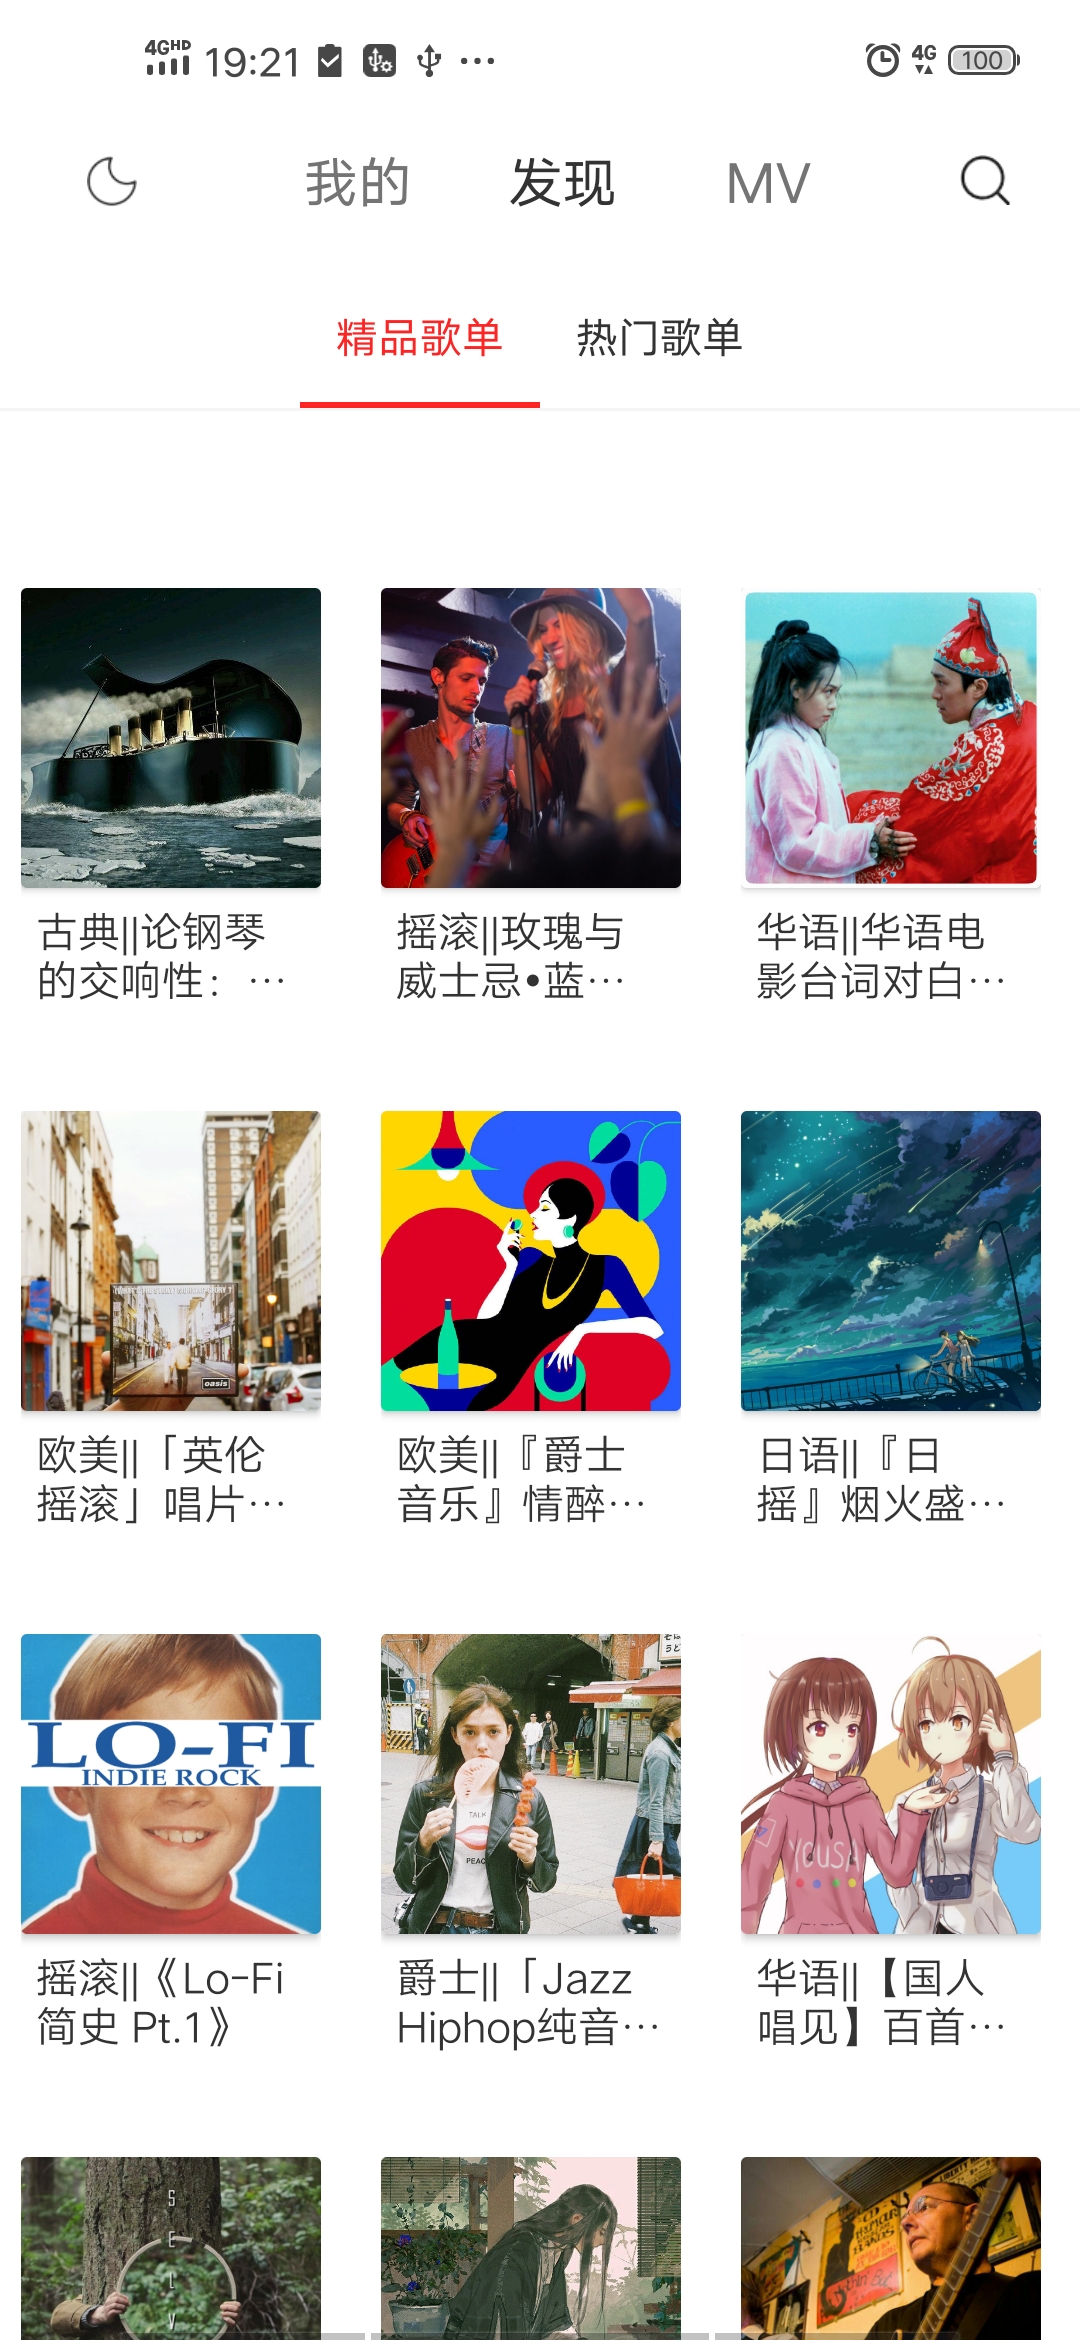 4GHD 19:21 4G 100
我的 发现 MV
精品歌单 热门歌单
古典||论钢琴
的交响性：…
摇滚||玫瑰与
威士忌•蓝…
华语||华语电
影台词对白…
oasis
欧美||「英伦
摇滚」唱片…
欧美||『爵士
音乐』情醉…
日语||『日
摇』烟火盛…
LO-FI
INDIE ROCK
TALK
PEAC
YOUSA
摇滚||《Lo-Fi
简史 Pt.1》
爵士||「Jazz
Hiphop纯音…
华语||【国人
唱见】百首…
S
E
L
V